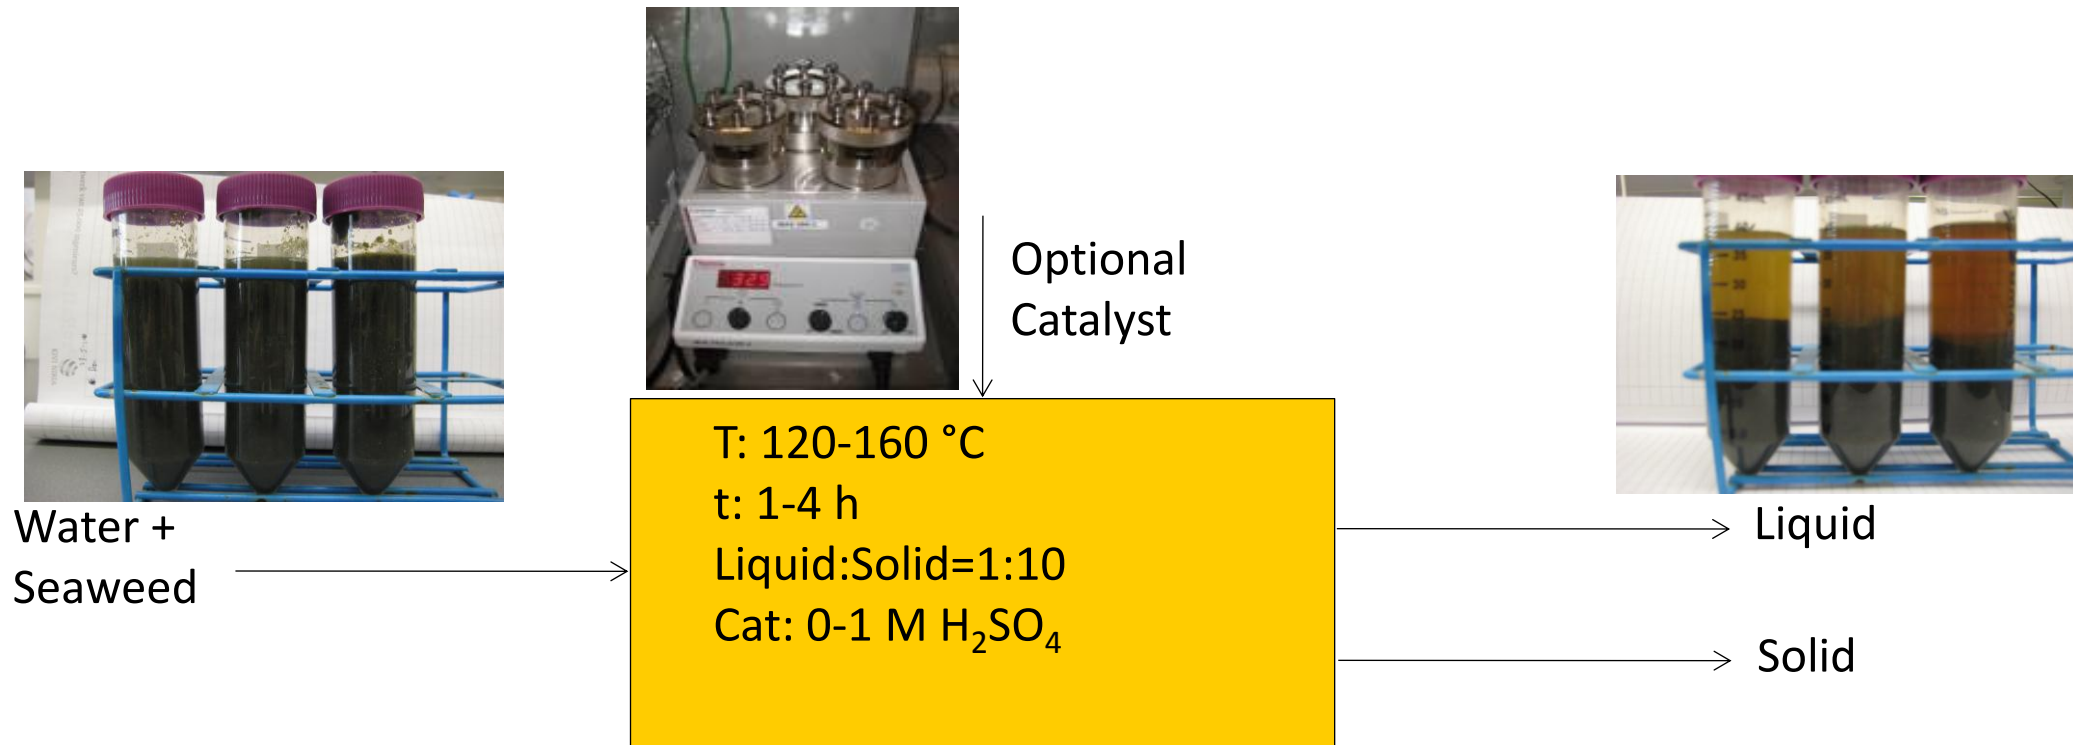 Optional
Catalyst
T: 120-160 °C
t: 1-4 h
Liquid:Solid=1:10
Cat: 0-1 M H₂SO₄
Water +
Seaweed
Liquid
Solid